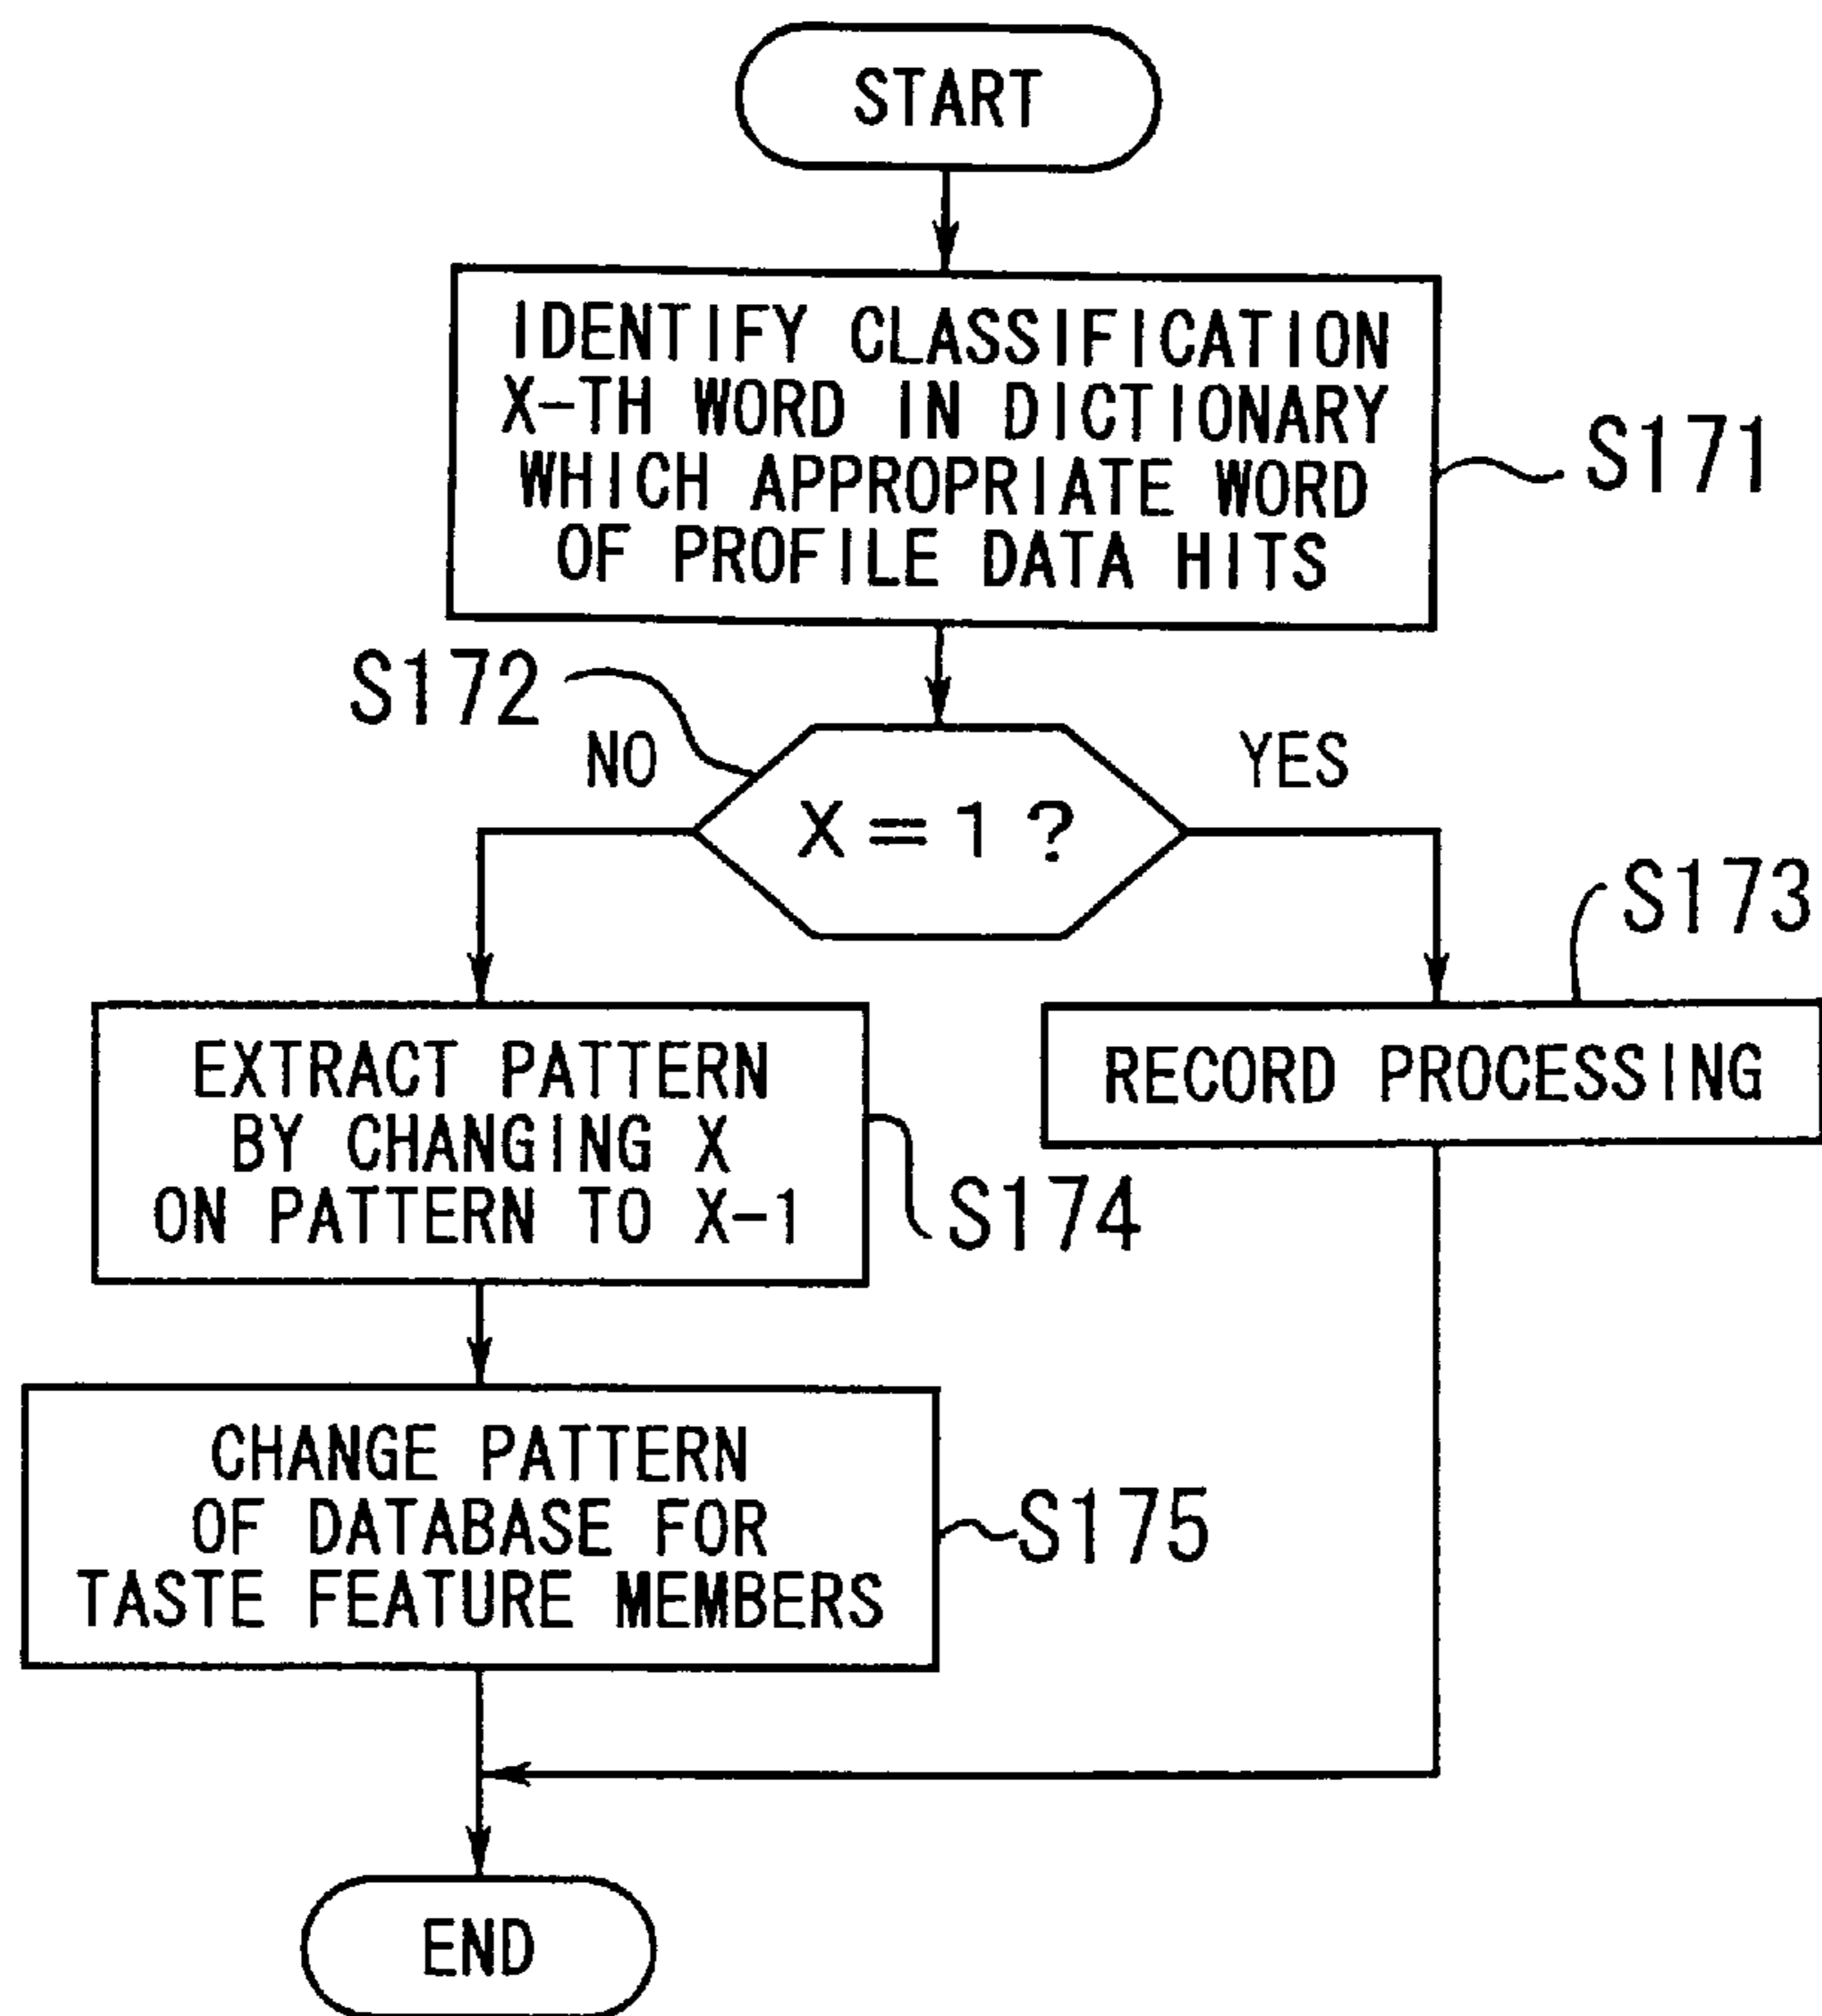 START
IDENTIFY CLASSIFICATION
X-TH WORD IN DICTIONARY
WHICH APPROPRIATE WORD
OF PROFILE DATA HITS
S171
S172
NO
YES
X=1?
S173
RECORD PROCESSING
EXTRACT PATTERN
BY CHANGING X
ON PATTERN TO X-1
S174
CHANGE PATTERN
OF DATABASE FOR
TASTE FEATURE MEMBERS
S175
END